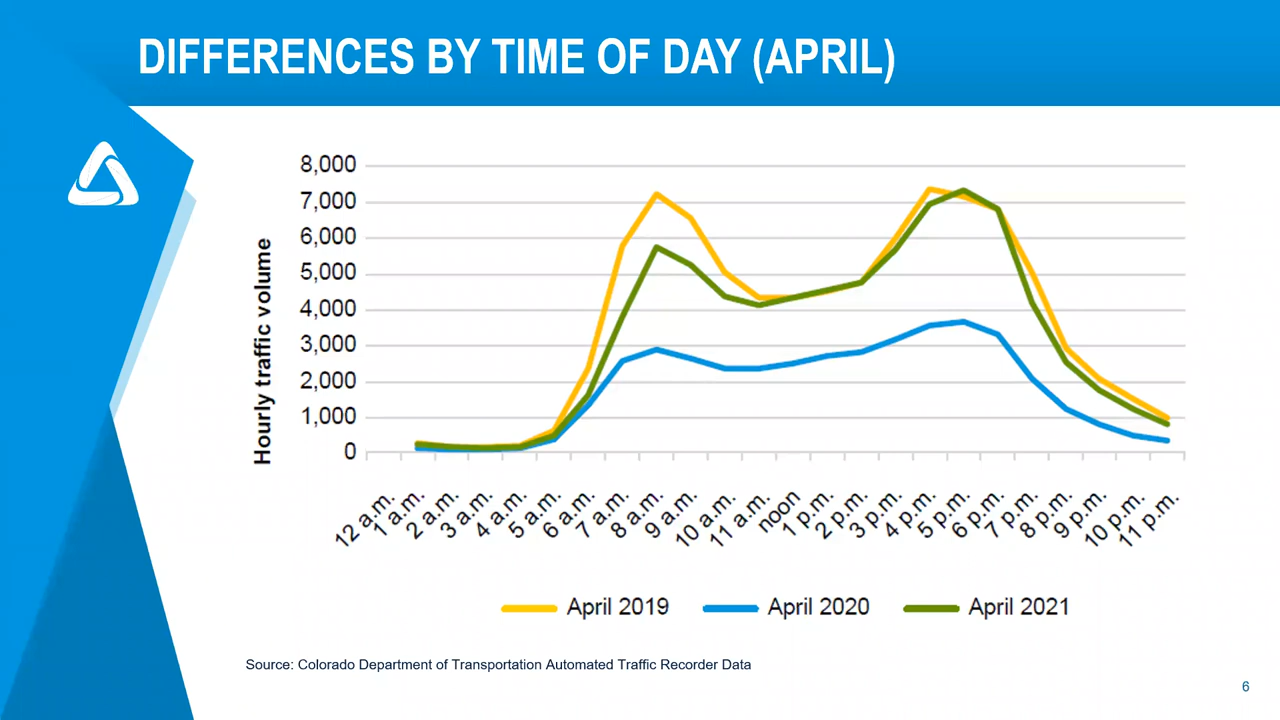 DIFFERENCES BY TIME OF DAY (APRIL)
8,000
7,000
6,000
5,000
4,000
3,000
2,000
1,000
0
Hourly traffic volume
12 a.m.
1 a.m.
2 a.m.
3 a.m.
4 a.m.
5 a.m.
6 a.m.
7 a.m.
8 a.m.
9 a.m.
10 a.m.
11 a.m.
noon
1 p.m.
2 p.m.
3 p.m.
4 p.m.
5 p.m.
6 p.m.
7 p.m.
8 p.m.
9 p.m.
10 p.m.
11 p.m.
April 2019
April 2020
April 2021
Source: Colorado Department of Transportation Automated Traffic Recorder Data
6